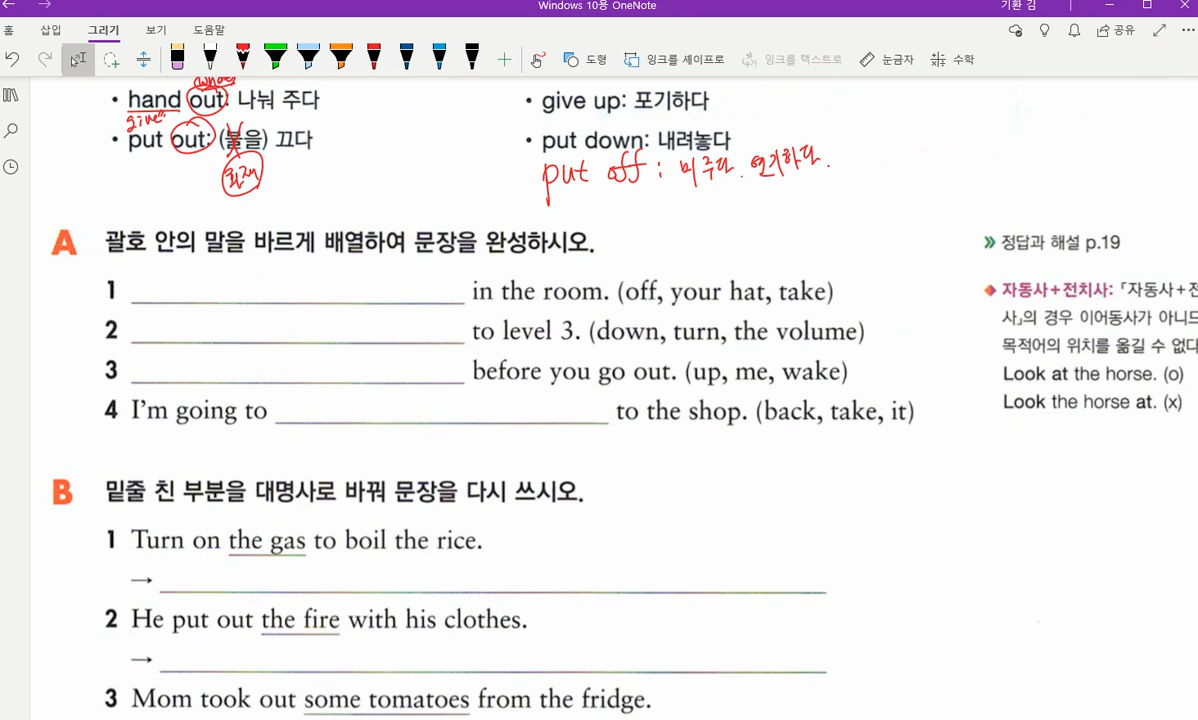 Windows 10용 OneNote
기환 김
홈 삽입 그리기 보기 도움말
공유
도형 잉크를 셰이프로 잉크를 텍스트로 눈금자 수학
• hand out: 나눠 주다
give
• put out: (불을) 끄다
화재
• give up: 포기하다
• put down: 내려놓다
put off : 미루다. 연기하다.
A 괄호 안의 말을 바르게 배열하여 문장을 완성하시오.
1 in the room. (off, your hat, take)
2 to level 3. (down, turn, the volume)
3 before you go out. (up, me, wake)
4 I'm going to to the shop. (back, take, it)
» 정답과 해설 p.19
◆ 자동사+전치사: 「자동사+전
사」의 경우 이어동사가 아니므
목적어의 위치를 옮길 수 없다
Look at the horse. (o)
Look the horse at. (x)
B 밑줄 친 부분을 대명사로 바꿔 문장을 다시 쓰시오.
1 Turn on the gas to boil the rice.
→
2 He put out the fire with his clothes.
→
3 Mom took out some tomatoes from the fridge.